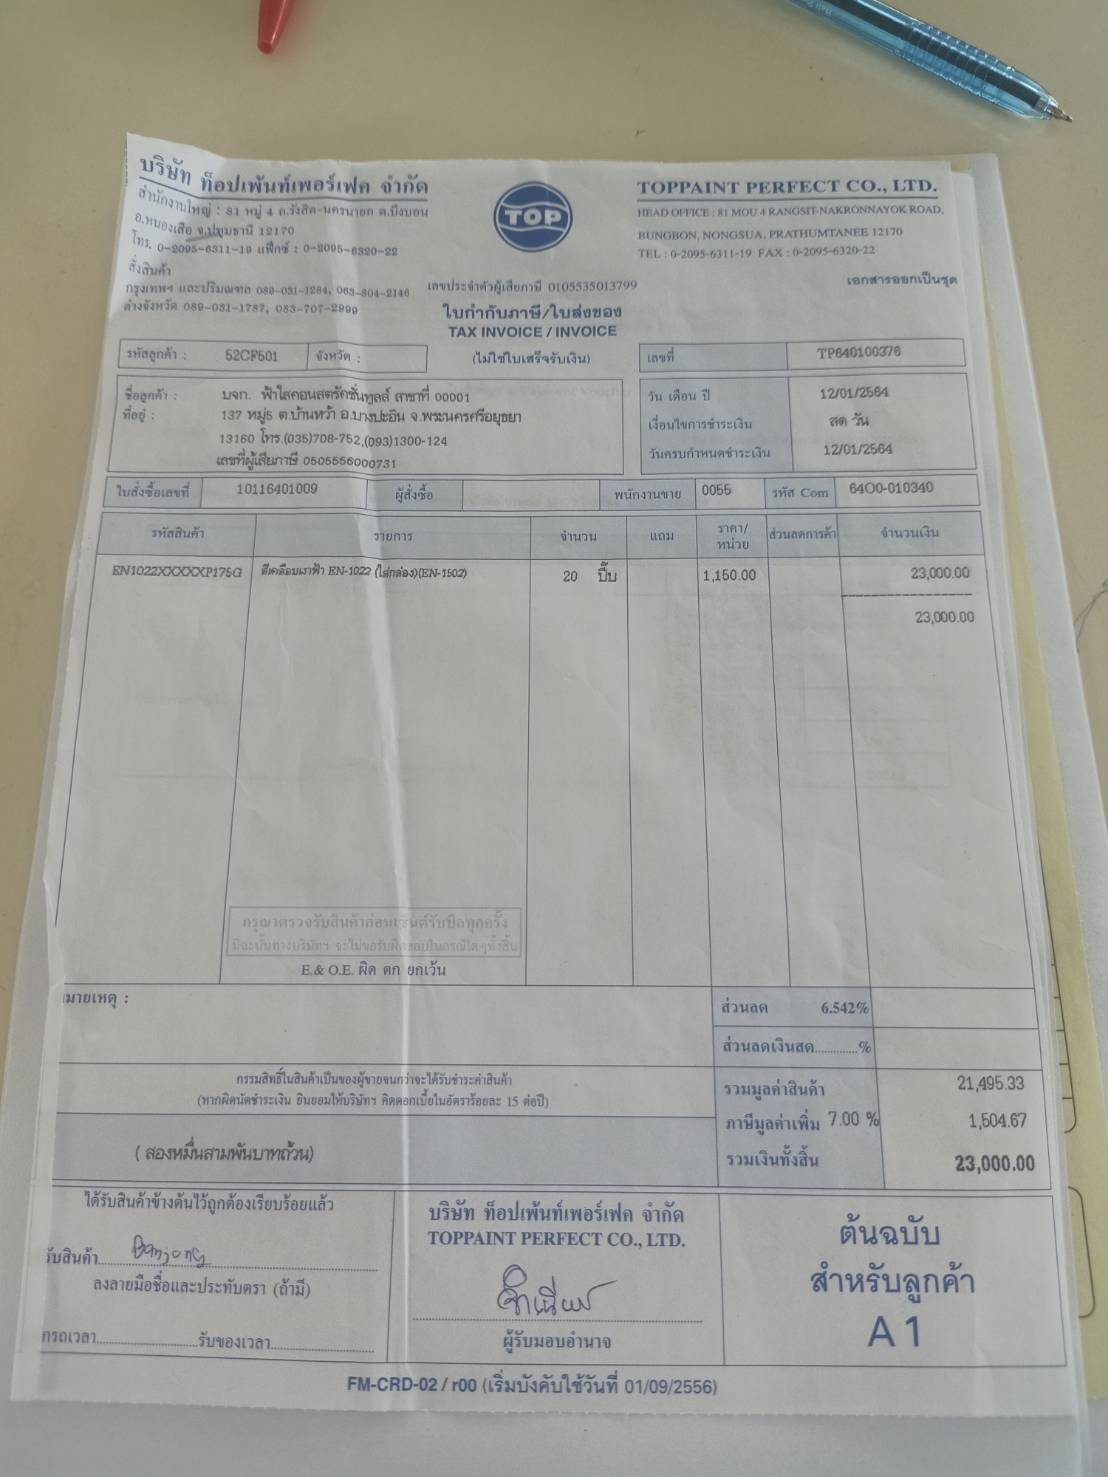 บริษัท ท็อปเพ้นท์เพอร์เฟค จำกัด
สำนักงานใหญ่ : 81 หมู่ 4 ถ.รังสิต-นครนายก ต.บึงบอน
อ.หนองเสือ จ.ปทุมธานี 12170
โทร. 0-2095-6311-19 แฟ็กซ์ : 0-2095-6320-22
สั่งสินค้า
กรุงเทพฯ และปริมณฑล 089-031-1284, 063-804-2146
ต่างจังหวัด 089-031-1787, 083-707-2999
TOP
TOPPAINT PERFECT CO., LTD.
HEAD OFFICE : 81 MOU 4 RANGSIT-NAKRONNAYOK ROAD,
BUNGBON, NONGSUA, PRATHUMTANEE 12170
TEL : 0-2095-6311-19 FAX : 0-2095-6320-22
เลขประจำตัวผู้เสียภาษี 0105535013799
เอกสารออกเป็นชุด
ใบกำกับภาษี/ใบส่งของ
TAX INVOICE / INVOICE
(ไม่ใช่ใบเสร็จรับเงิน)
รหัสลูกค้า : 52CF501 จังหวัด :
เลขที่ TP640100376
ชื่อลูกค้า : บจก. ฟ้าใสคอนสตรัคชั่นทูลส์ สาขาที่ 00001
ที่อยู่ : 137 หมู่5 ต.บ้านหว้า อ.บางปะอิน จ.พระนครศรีอยุธยา
13160 โทร.(035)708-752,(093)1300-124
เลขที่ผู้เสียภาษี 0505556000731
วัน เดือน ปี 12/01/2564
เงื่อนไขการชำระเงิน สด วัน
วันครบกำหนดชำระเงิน 12/01/2564
ใบสั่งซื้อเลขที่ 10116401009 ผู้สั่งซื้อ พนักงานขาย 0055 รหัส Com 64O0-010340
รหัสสินค้า รายการ จำนวน แถม ราคา/หน่วย ส่วนลดการค้า จำนวนเงิน
EN1022XXXXXP175G สีเคลือบเงาฟ้า EN-1022 (ใส่กล่อง)(EN-1502) 20 ปี๊บ 1,150.00 23,000.00
23,000.00
กรุณาตรวจรับสินค้าก่อนเซ็นต์รับบิลทุกครั้ง
มิฉะนั้นทางบริษัทฯ จะไม่ขอรับผิดชอบในกรณีใดๆทั้งสิ้น
E.& O.E. ผิด ตก ยกเว้น
มายเหตุ :
ส่วนลด 6.542%
ส่วนลดเงินสด............%
กรรมสิทธิ์ในสินค้าเป็นของผู้ขายจนกว่าจะได้รับชำระค่าสินค้า
(หากผิดนัดชำระเงิน ยินยอมให้บริษัทฯ คิดดอกเบี้ยในอัตราร้อยละ 15 ต่อปี)
รวมมูลค่าสินค้า 21,495.33
ภาษีมูลค่าเพิ่ม 7.00 % 1,504.67
รวมเงินทั้งสิ้น 23,000.00
( สองหมื่นสามพันบาทถ้วน)
ได้รับสินค้าข้างต้นไว้ถูกต้องเรียบร้อยแล้ว
รับสินค้า
ลงลายมือชื่อและประทับตรา (ถ้ามี)
กรถเวลา....................รับของเวลา....................
บริษัท ท็อปเพ้นท์เพอร์เฟค จำกัด
TOPPAINT PERFECT CO., LTD.
ผู้รับมอบอำนาจ
ต้นฉบับ
สำหรับลูกค้า
A 1
FM-CRD-02 / r00 (เริ่มบังคับใช้วันที่ 01/09/2556)